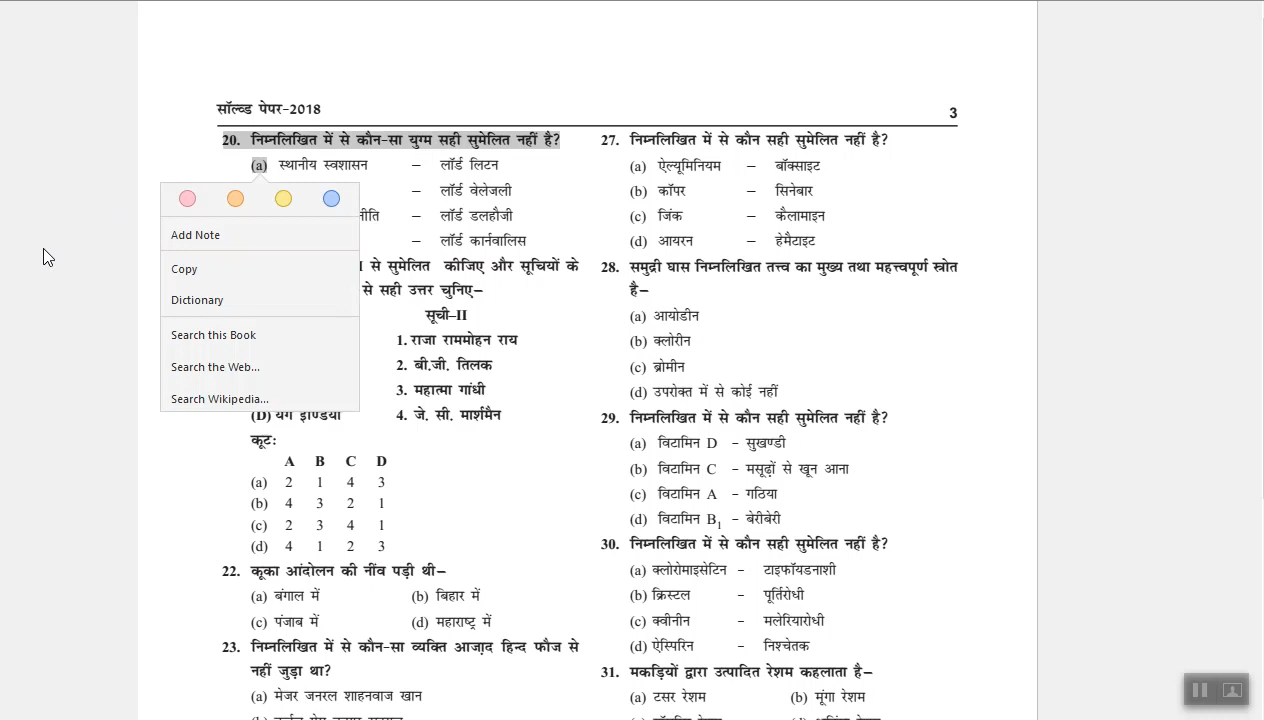 सॉल्व्ड पेपर-2018
3
20. निम्नलिखित में से कौन-सा युग्म सही सुमेलित नहीं है?
(a) स्थानीय स्वशासन – लॉर्ड लिटन
– लॉर्ड वेलेजली
नीति – लॉर्ड डलहौजी
– लॉर्ड कार्नवालिस
Add Note
Copy
Dictionary
Search this Book
Search the Web...
Search Wikipedia...
से सुमेलित कीजिए और सूचियों के
से सही उत्तर चुनिए–
सूची–II
1. राजा राममोहन राय
2. बी.जी. तिलक
3. महात्मा गांधी
(D) यंग इण्डिया 4. जे. सी. मार्शमैन
कूटः
A B C D
(a) 2 1 4 3
(b) 4 3 2 1
(c) 2 3 4 1
(d) 4 1 2 3
22. कूका आंदोलन की नींव पड़ी थी–
(a) बंगाल में (b) बिहार में
(c) पंजाब में (d) महाराष्ट्र में
23. निम्नलिखित में से कौन-सा व्यक्ति आजा़द हिन्द फौज से
नहीं जुड़ा था?
(a) मेजर जनरल शाहनवाज खान
27. निम्नलिखित में से कौन सही सुमेलित नहीं है?
(a) ऐल्यूमिनियम – बॉक्साइट
(b) कॉपर – सिनेबार
(c) जिंक – कैलामाइन
(d) आयरन – हेमैटाइट
28. समुद्री घास निम्नलिखित तत्त्व का मुख्य तथा महत्त्वपूर्ण स्त्रोत
है–
(a) आयोडीन
(b) क्लोरीन
(c) ब्रोमीन
(d) उपरोक्त में से कोई नहीं
29. निम्नलिखित में से कौन सही सुमेलित नहीं है?
(a) विटामिन D – सुखण्डी
(b) विटामिन C – मसूढ़ों से खून आना
(c) विटामिन A – गठिया
(d) विटामिन B₁ – बेरीबेरी
30. निम्नलिखित में से कौन सही सुमेलित नहीं है?
(a) क्लोरोमाइसेटिन – टाइफॉयडनाशी
(b) क्रिस्टल – पूर्तिरोधी
(c) क्वीनीन – मलेरियारोधी
(d) ऐस्पिरिन – निश्चेतक
31. मकड़ियों द्वारा उत्पादित रेशम कहलाता है–
(a) टसर रेशम (b) मूंगा रेशम